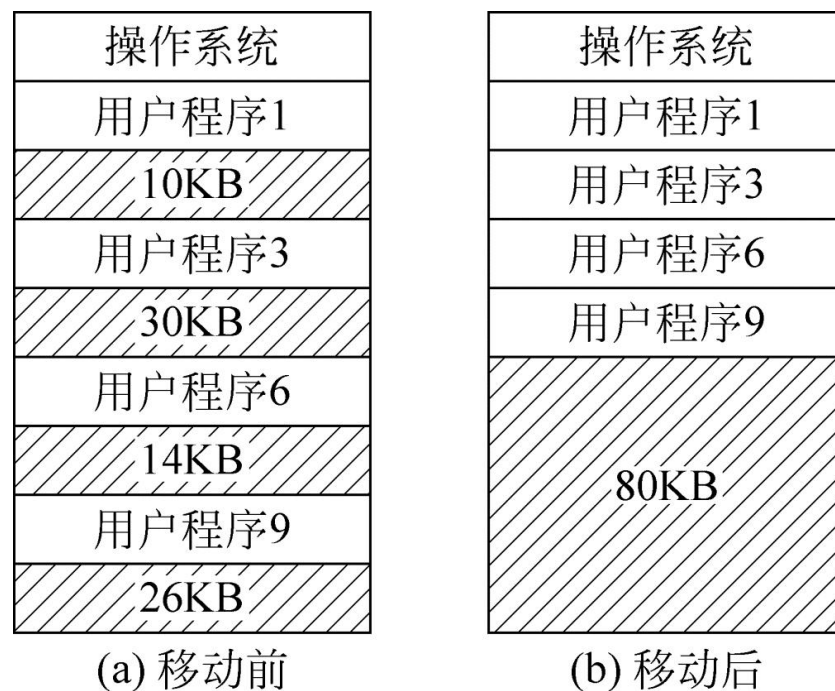 操作系统
用户程序1
10KB
用户程序3
30KB
用户程序6
14KB
用户程序9
26KB
(a) 移动前
操作系统
用户程序1
用户程序3
用户程序6
用户程序9
80KB
(b) 移动后